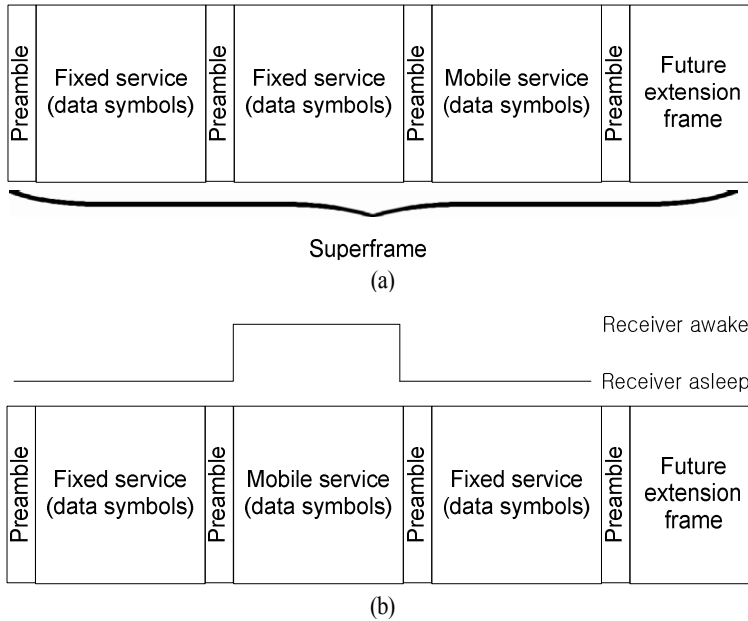 Preamble
Fixed service
(data symbols)
Preamble
Fixed service
(data symbols)
Preamble
Mobile service
(data symbols)
Preamble
Future
extension
frame
Superframe
(a)
Receiver awake
Receiver asleep
Preamble
Fixed service
(data symbols)
Preamble
Mobile service
(data symbols)
Preamble
Fixed service
(data symbols)
Preamble
Future
extension
frame
(b)